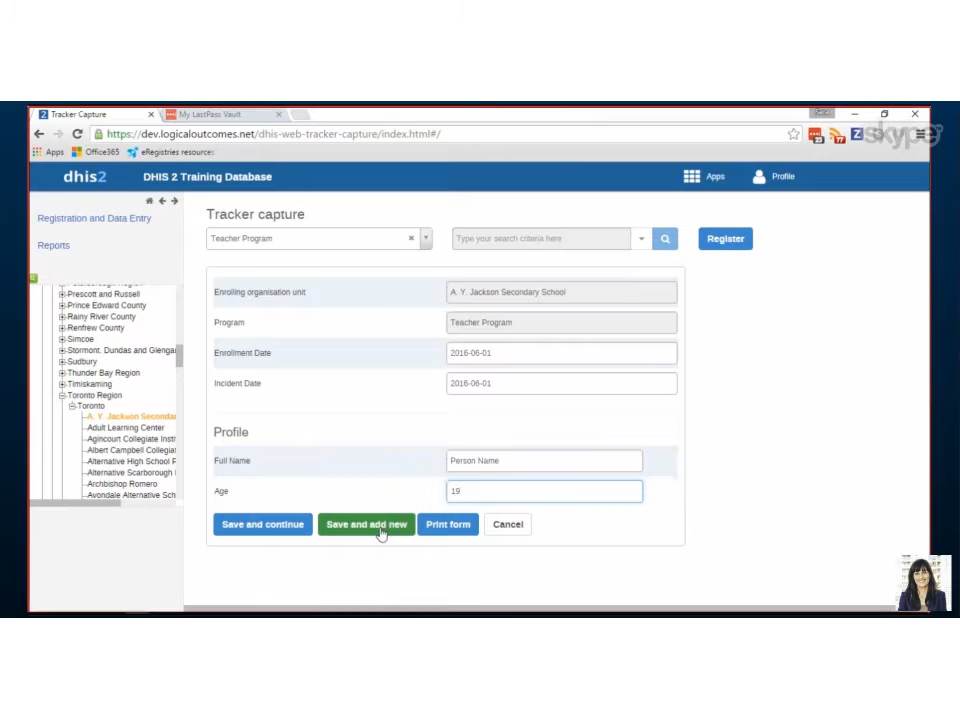 Tracker Capture
My LastPass Vault
https://dev.logicaloutcomes.net/dhis-web-tracker-capture/index.html#/
skype
Apps
Office365
eRegistries resource:
dhis2
DHIS 2 Training Database
Apps
Profile
Registration and Data Entry
Reports
Prescott and Russell
Prince Edward County
Rainy River County
Renfrew County
Simcoe
Stormont, Dundas and Glengar
Sudbury
Thunder Bay Region
Timiskaming
Toronto Region
Toronto
A. Y. Jackson Secondar
Adult Learning Center
Agincourt Collegiate Insti
Albert Campbell Collegiat
Alternative High School P
Alternative Scarborough
Archbishop Romero
Avondale Alternative Sch
Tracker capture
Teacher Program
Type your search criteria here
Register
Enrolling organisation unit
A. Y. Jackson Secondary School
Program
Teacher Program
Enrollment Date
2016-06-01
Incident Date
2016-06-01
Profile
Full Name
Person Name
Age
19
Save and continue
Save and add new
Print form
Cancel